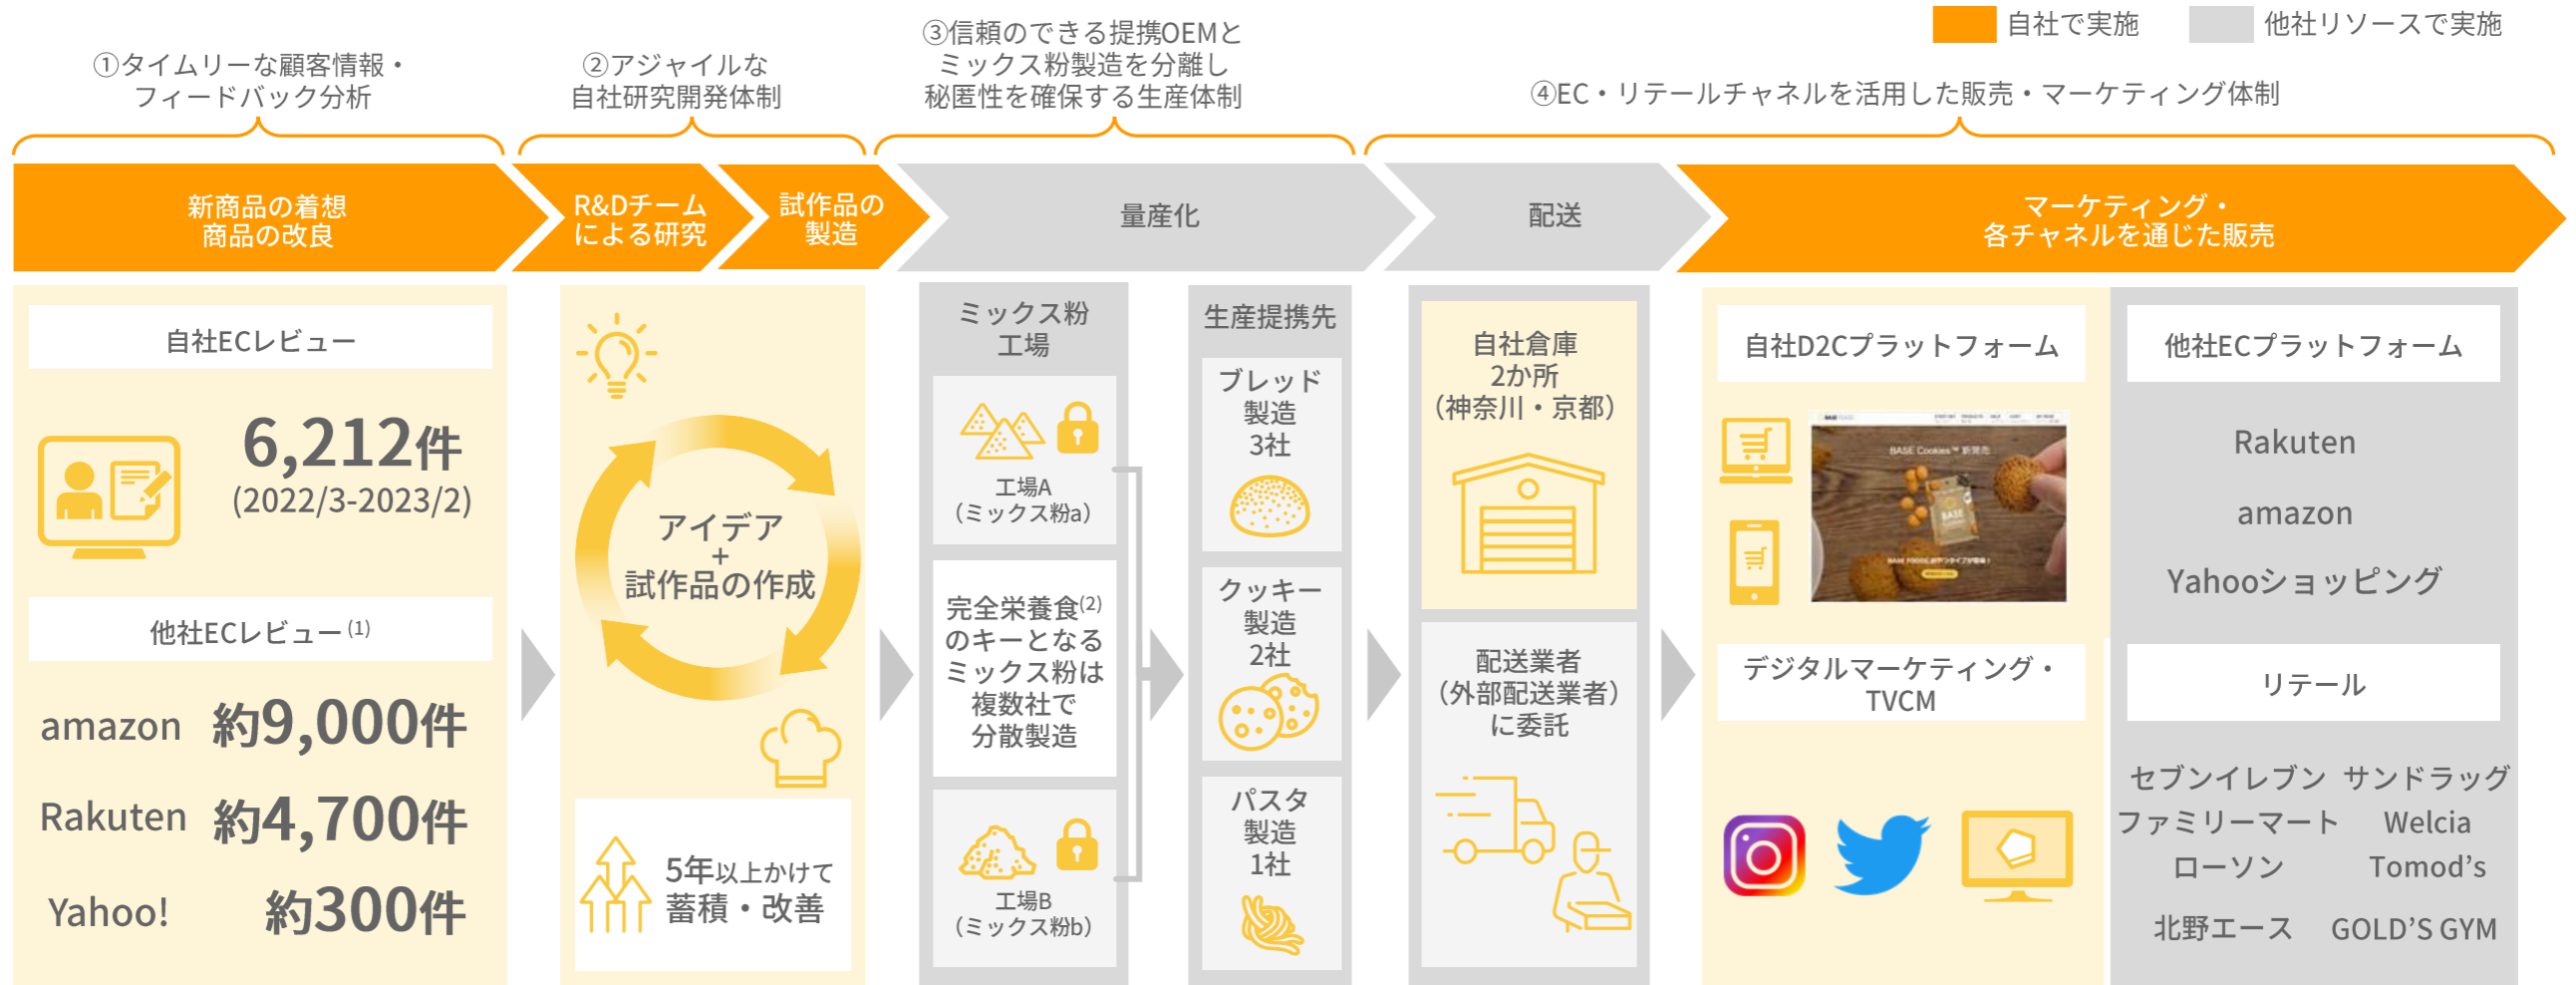 自社で実施
他社リソースで実施
①タイムリーな顧客情報・
フィードバック分析
②アジャイルな
自社研究開発体制
③信頼のできる提携OEMと
ミックス粉製造を分離し
秘匿性を確保する生産体制
④EC・リテールチャネルを活用した販売・マーケティング体制
新商品の着想
商品の改良
R&Dチーム
による研究
試作品の
製造
量産化
配送
マーケティング・
各チャネルを通じた販売
自社ECレビュー
6,212件
(2022/3-2023/2)
他社ECレビュー(1)
amazon 約9,000件
Rakuten 約4,700件
Yahoo! 約300件
アイデア
+
試作品の作成
5年以上かけて
蓄積・改善
ミックス粉
工場
工場A
（ミックス粉a）
完全栄養食(2)
のキーとなる
ミックス粉は
複数社で
分散製造
工場B
（ミックス粉b）
生産提携先
ブレッド
製造
3社
クッキー
製造
2社
パスタ
製造
1社
自社倉庫
2か所
（神奈川・京都）
配送業者
（外部配送業者）
に委託
自社D2Cプラットフォーム
BASE Cookies™ 新発売
デジタルマーケティング・
TVCM
他社ECプラットフォーム
Rakuten
amazon
Yahooショッピング
リテール
セブンイレブン サンドラッグ
ファミリーマート Welcia
ローソン Tomod’s
北野エース GOLD’S GYM